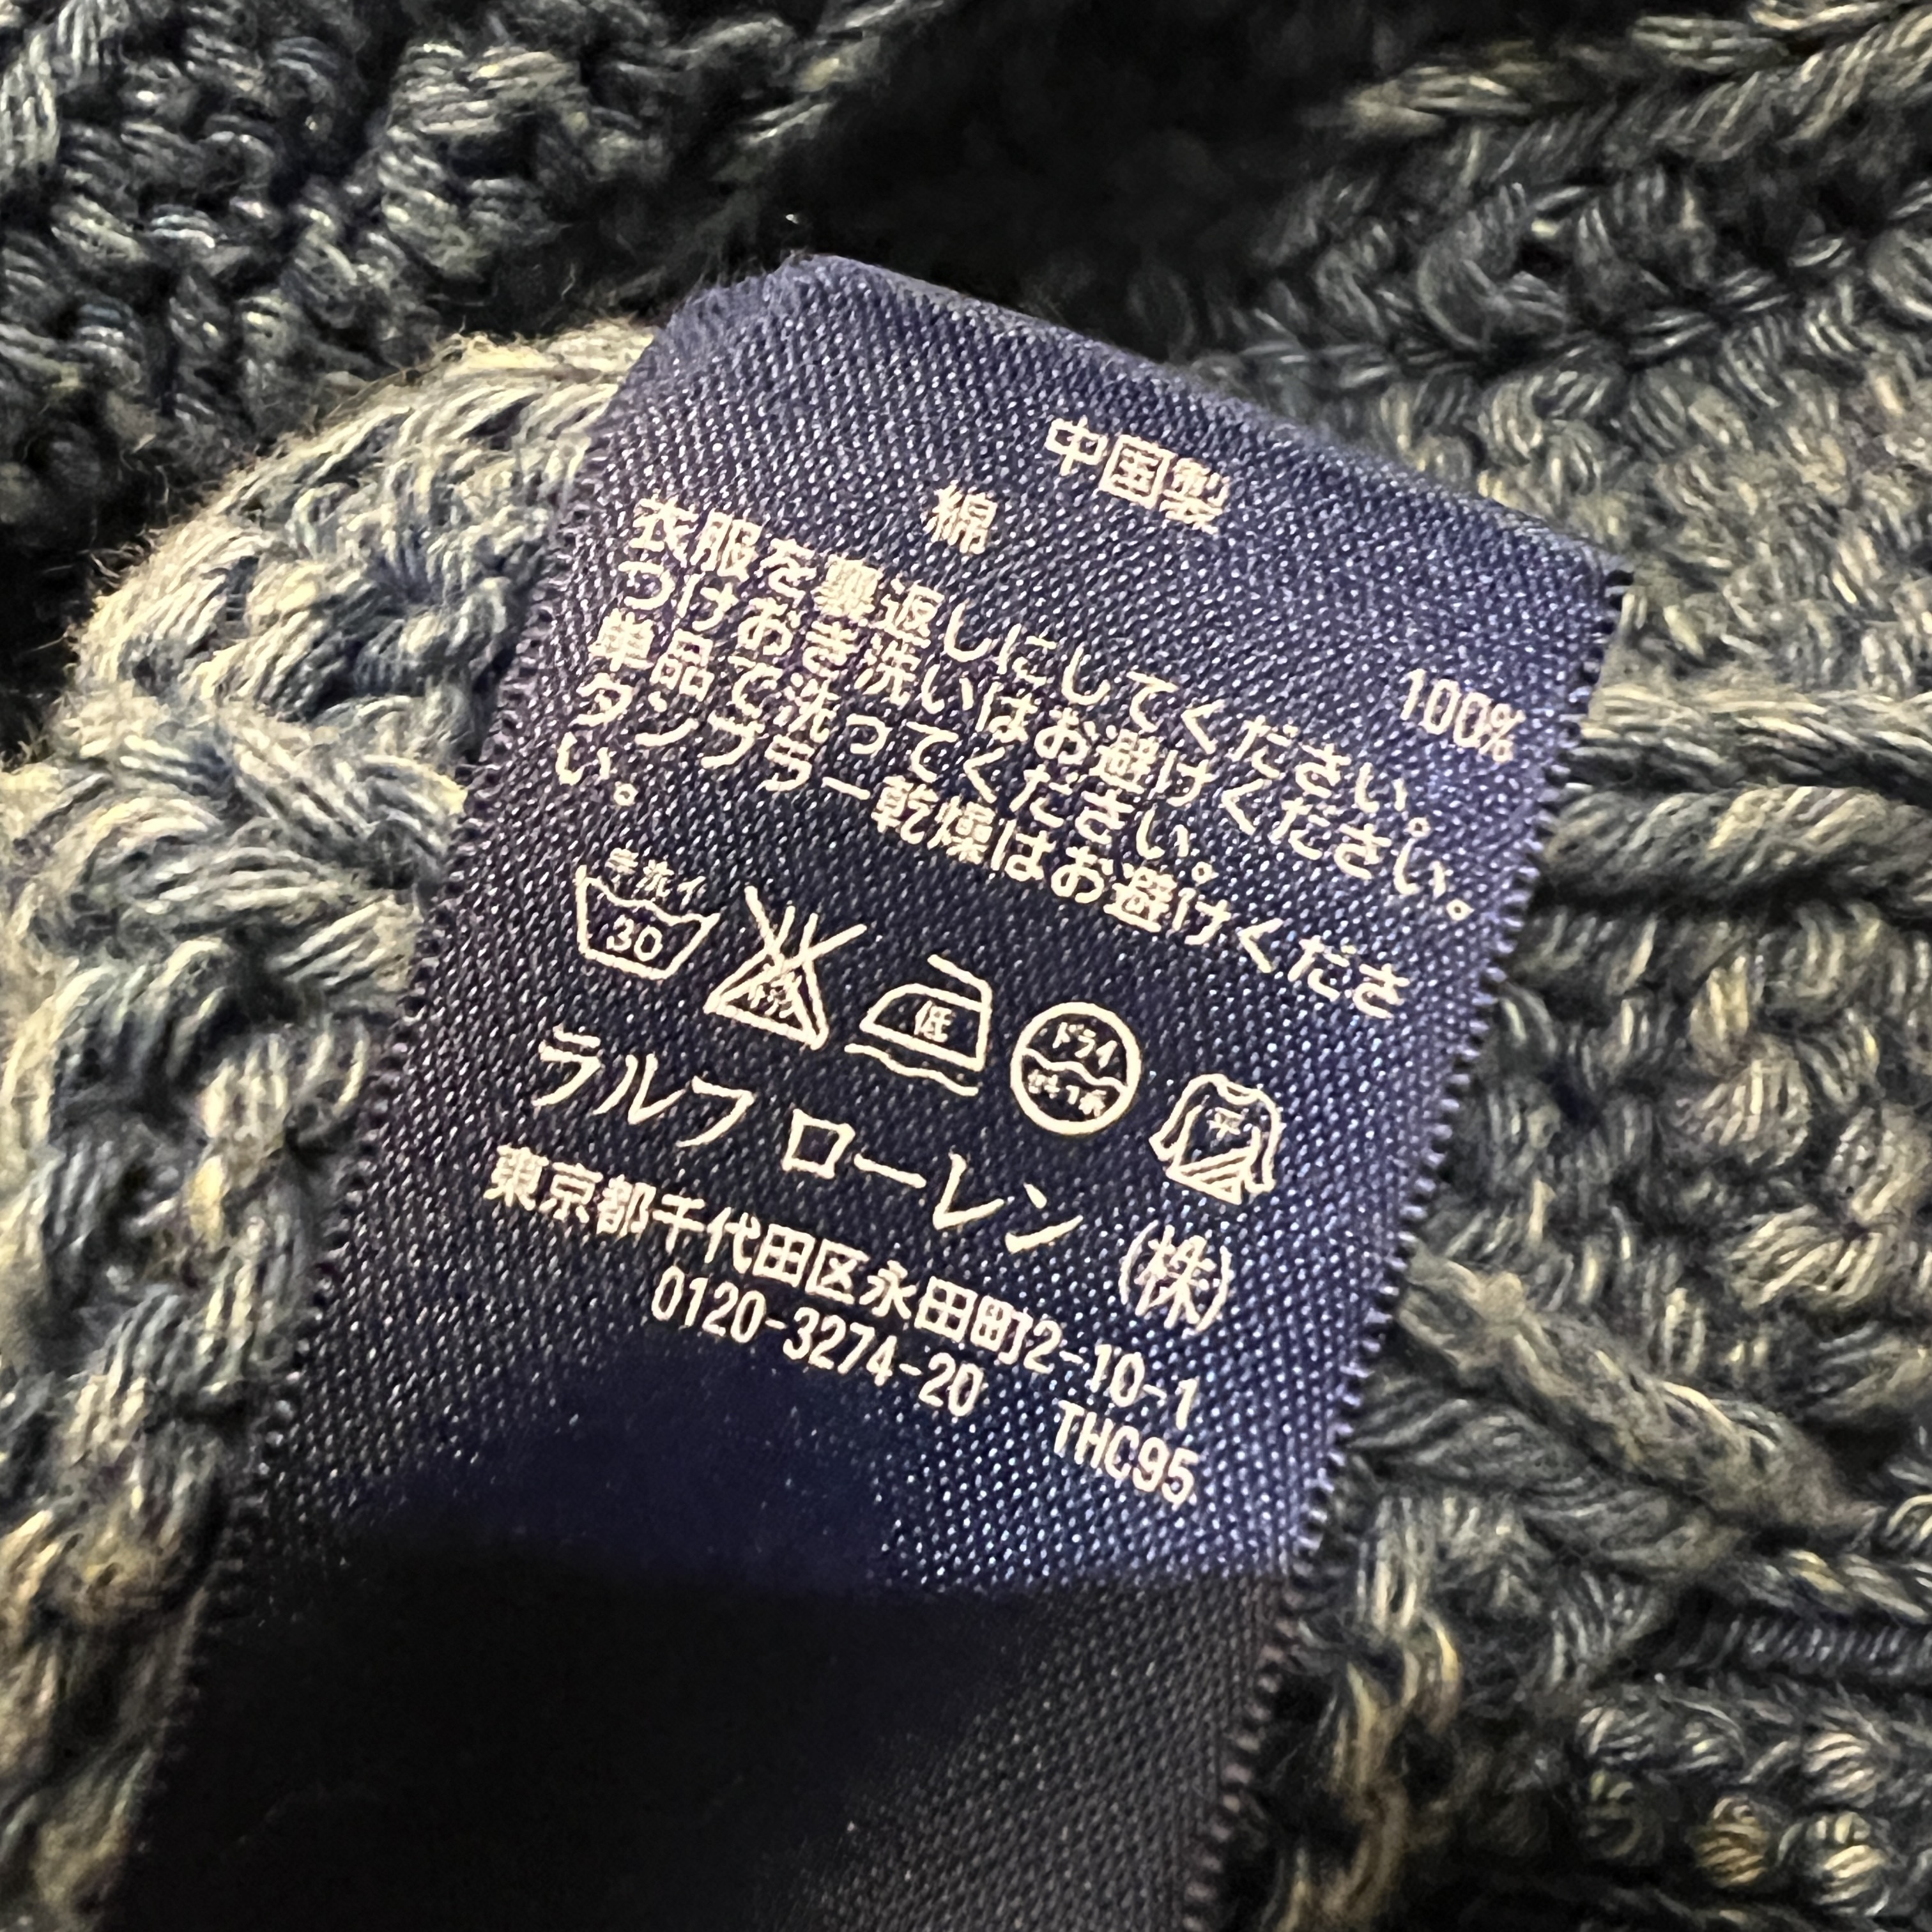 中国製
綿 100%
衣服を裏返しにしてください。
つけおき洗いはお避けください。
単品で洗ってください。
タンブラー乾燥はお避けくださ
い。
手洗イ
30
低
ドライ
平
ラルフ ローレン (株)
東京都千代田区永田町2-10-1
0120-3274-20 THC95